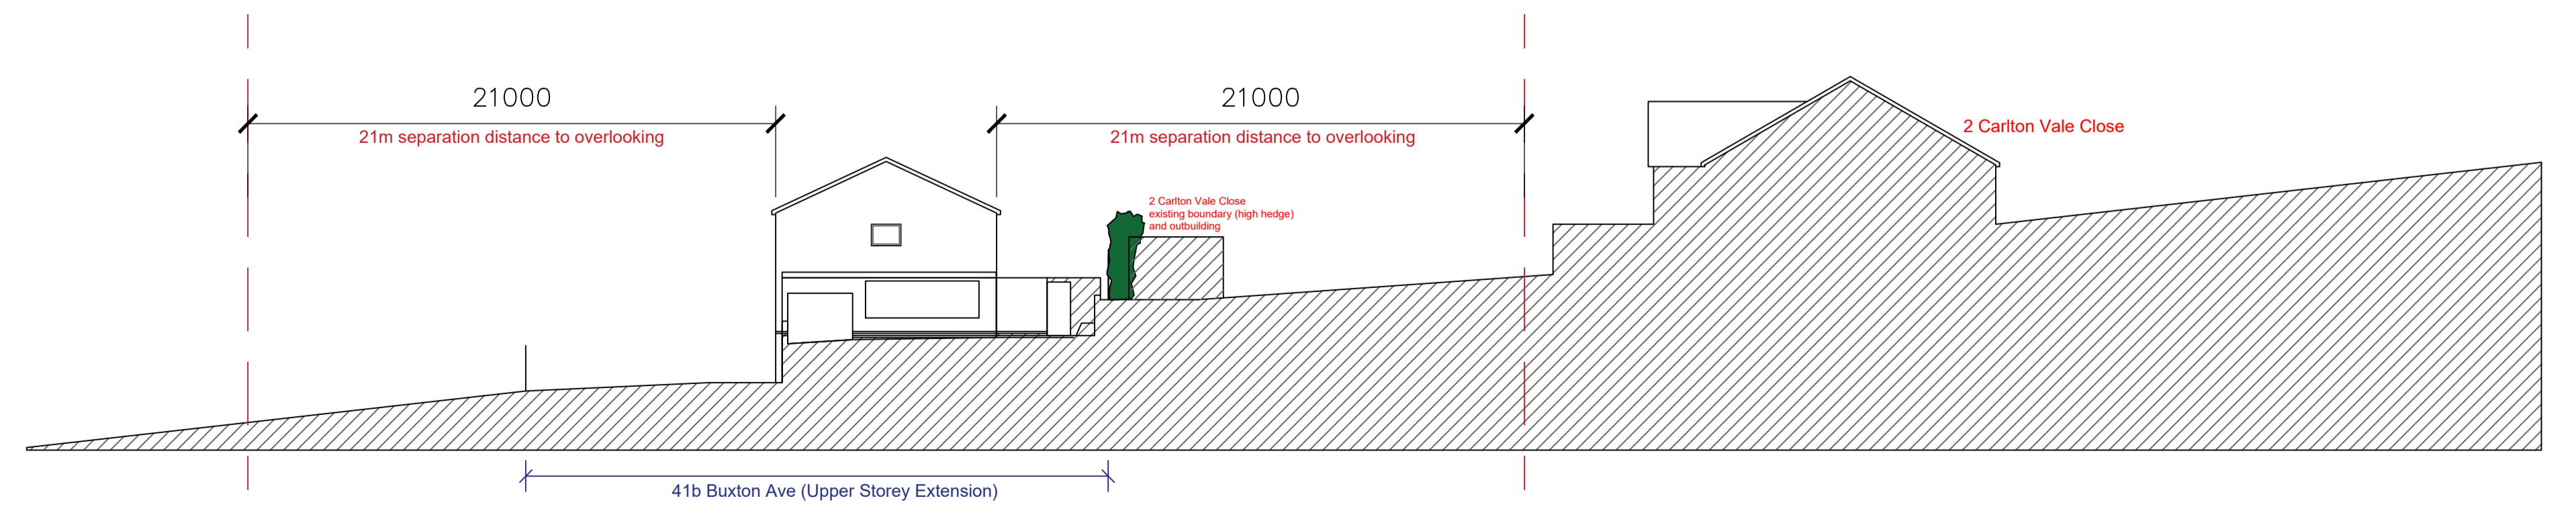 21000
21m separation distance to overlooking
21000
21m separation distance to overlooking
2 Carlton Vale Close
2 Carlton Vale Close
existing boundary (high hedge)
and outbuilding
41b Buxton Ave (Upper Storey Extension)